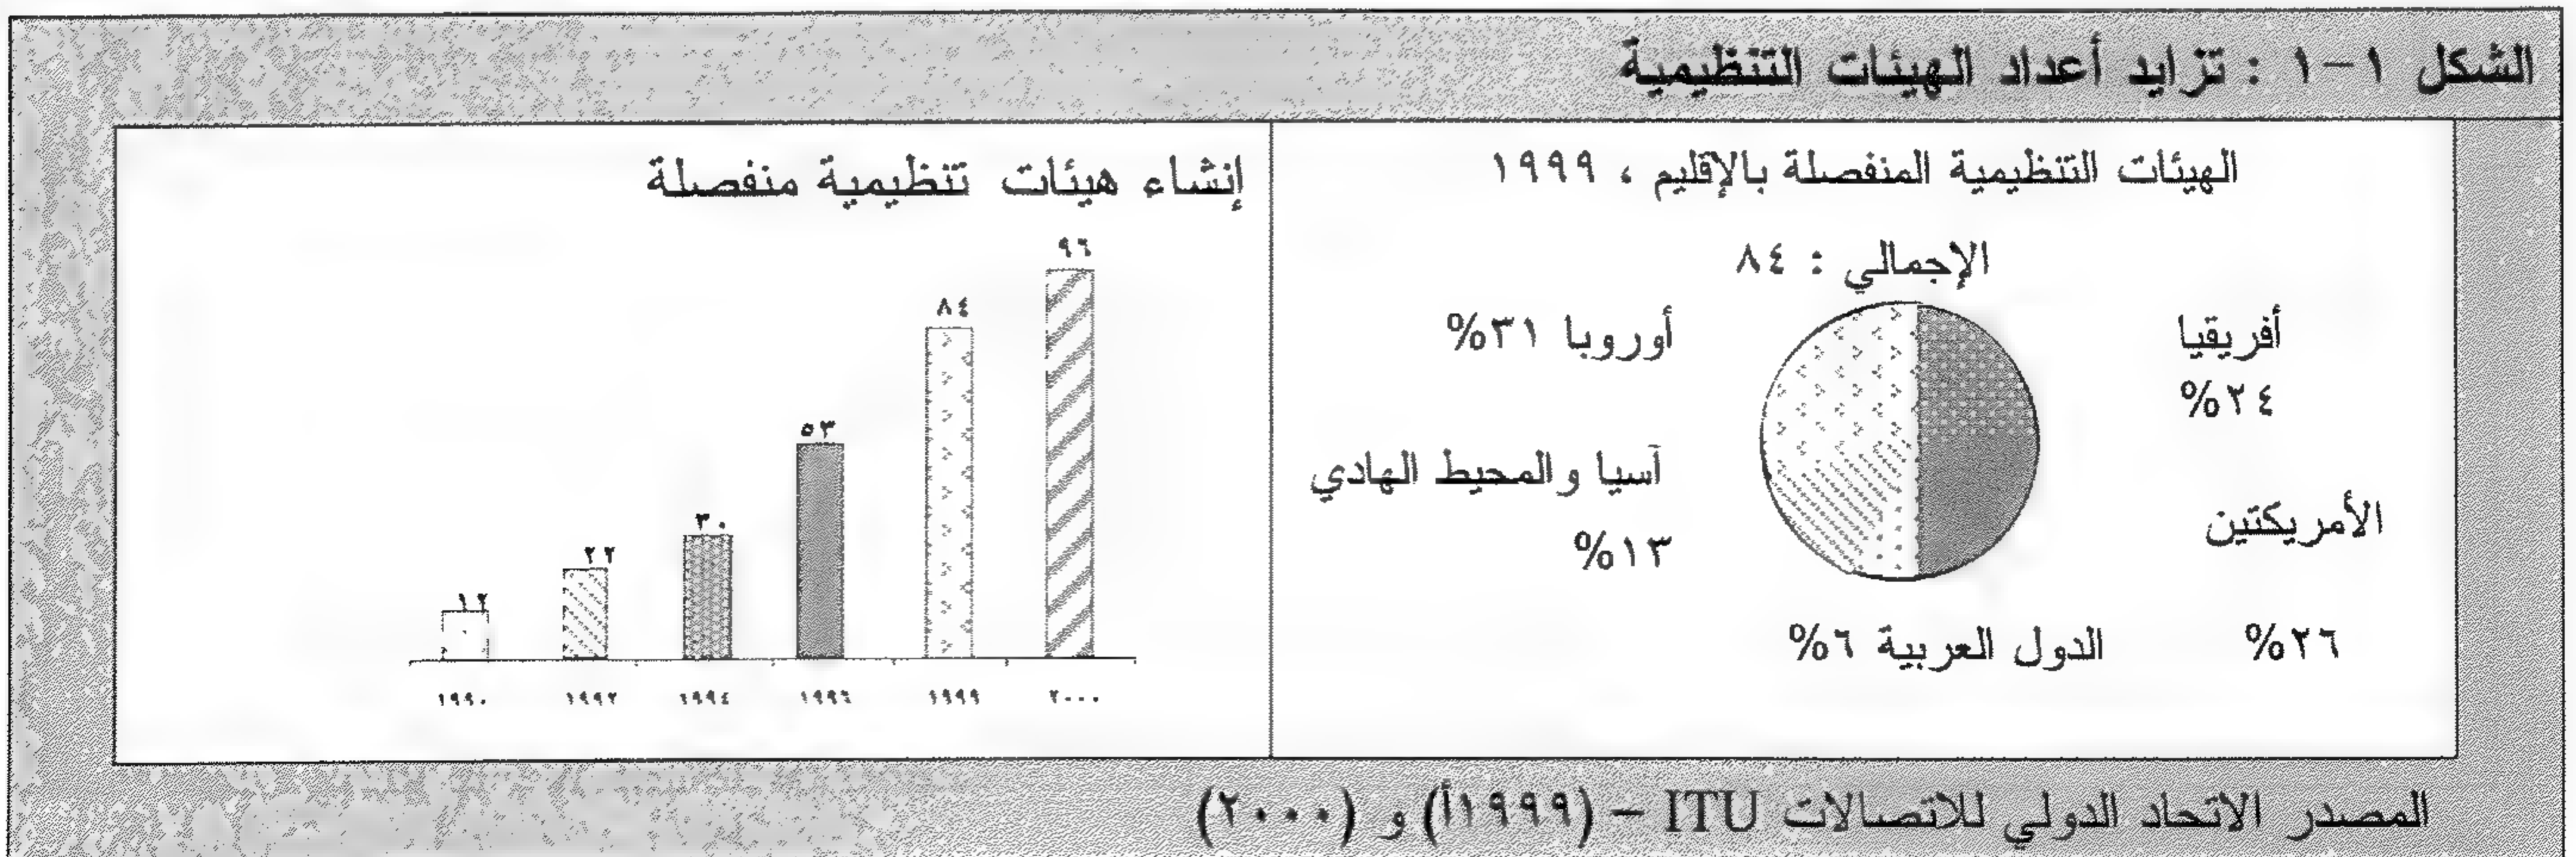 الشكل ١-١ : تزايد أعداد الهيئات التنظيمية
الهيئات التنظيمية المنفصلة بالإقليم ، ١٩٩٩
الإجمالي : ٨٤
أفريقيا
%٢٤
الأمريكتين
%٢٦
أوروبا ٣١%
آسيا والمحيط الهادي
%١٣
الدول العربية ٦%
إنشاء هيئات تنظيمية منفصلة
١٢
٢٢
٣٠
٥٣
٨٤
٩٦
١٩٩٠ ١٩٩٢ ١٩٩٤ ١٩٩٦ ١٩٩٩ ٢٠٠٠
المصدر الاتحاد الدولي للاتصالات ITU – (١٩٩٩أ) و (٢٠٠٠)